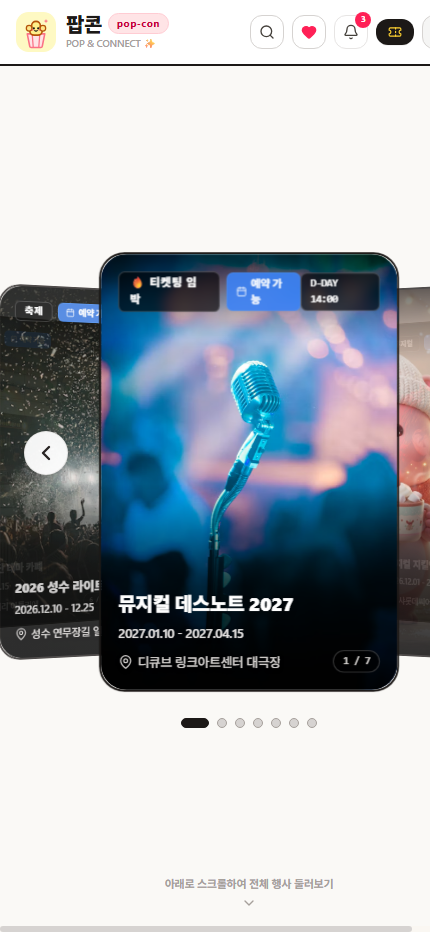 팝콘 pop-con
POP & CONNECT
3
🔥 티켓팅 임
박
예약 가
능
D-DAY
14:00
축제
예약 가
2026 성수 라이트
2026.12.10 - 12.25
성수 연무장길 일
뮤지컬 데스노트 2027
2027.01.10 - 2027.04.15
디큐브 링크아트센터 대극장
1 / 7
아래로 스크롤하여 전체 행사 둘러보기